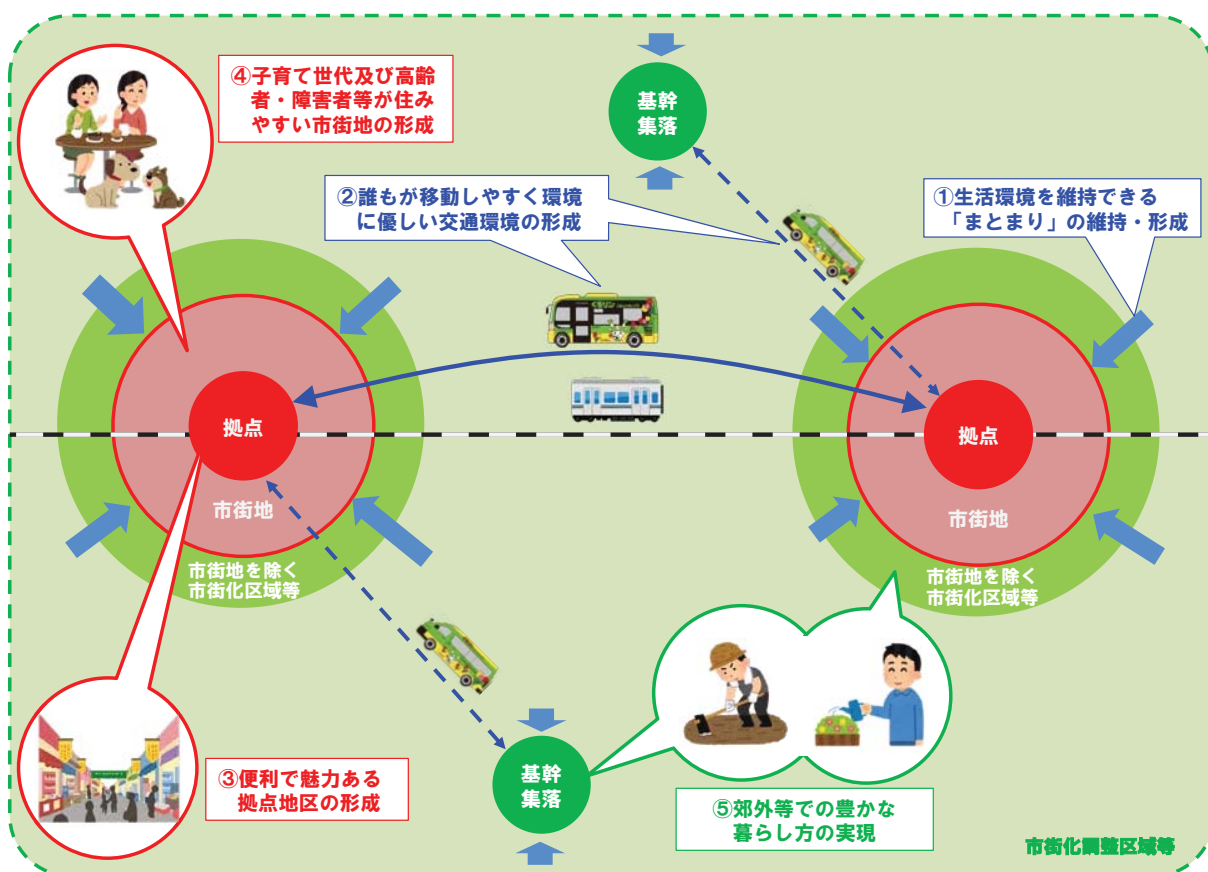 ④子育て世代及び高齢
者・障害者等が住み
やすい市街地の形成
基幹
集落
②誰もが移動しやすく環境
に優しい交通環境の形成
①生活環境を維持できる
「まとまり」の維持・形成
拠点
市街地
市街地を除く
市街化区域等
拠点
市街地
市街地を除く
市街化区域等
③便利で魅力ある
拠点地区の形成
基幹
集落
⑤郊外等での豊かな
暮らし方の実現
市街化調整区域等